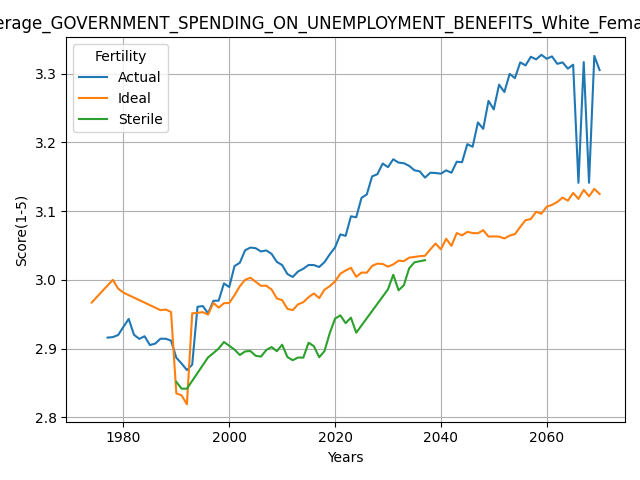 erage_GOVERNMENT_SPENDING_ON_UNEMPLOYMENT_BENEFITS_White_Fema
Fertility
Actual
Ideal
Sterile
Score(1-5)
3.3
3.2
3.1
3.0
2.9
2.8
1980 2000 2020 2040 2060
Years